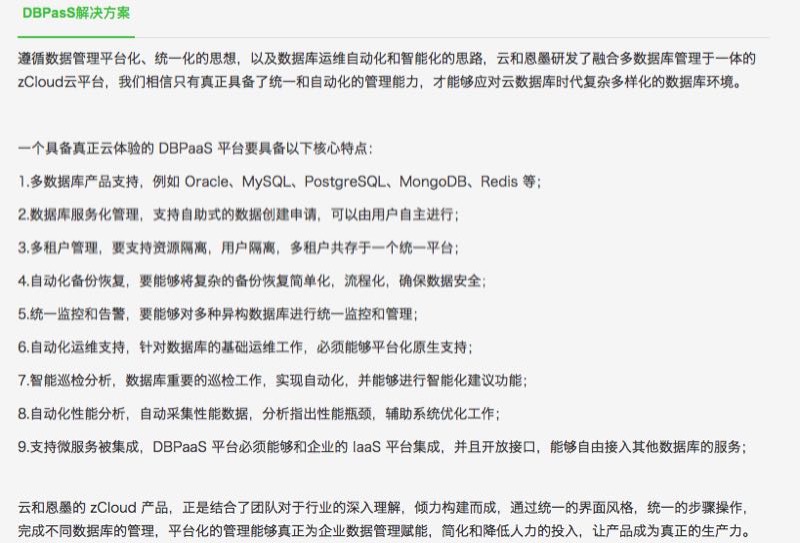 DBPasS解决方案
遵循数据管理平台化、统一化的思想，以及数据库运维自动化和智能化的思路，云和恩墨研发了融合多数据库管理于一体的
zCloud云平台，我们相信只有真正具备了统一和自动化的管理能力，才能够应对云数据库时代复杂多样化的数据库环境。
一个具备真正云体验的 DBPaaS 平台要具备以下核心特点：
1.多数据库产品支持，例如 Oracle、MySQL、PostgreSQL、MongoDB、Redis 等；
2.数据库服务化管理，支持自助式的数据创建申请，可以由用户自主进行；
3.多租户管理，要支持资源隔离，用户隔离，多租户共存于一个统一平台；
4.自动化备份恢复，要能够将复杂的备份恢复简单化，流程化，确保数据安全；
5.统一监控和告警，要能够对多种异构数据库进行统一监控和管理；
6.自动化运维支持，针对数据库的基础运维工作，必须能够平台化原生支持；
7.智能巡检分析，数据库重要的巡检工作，实现自动化，并能够进行智能化建议功能；
8.自动化性能分析，自动采集性能数据，分析指出性能瓶颈，辅助系统优化工作；
9.支持微服务被集成，DBPaaS 平台必须能够和企业的 IaaS 平台集成，并且开放接口，能够自由接入其他数据库的服务；
云和恩墨的 zCloud 产品，正是结合了团队对于行业的深入理解，倾力构建而成，通过统一的界面风格，统一的步骤操作，
完成不同数据库的管理，平台化的管理能够真正为企业数据管理赋能，简化和降低人力的投入，让产品成为真正的生产力。